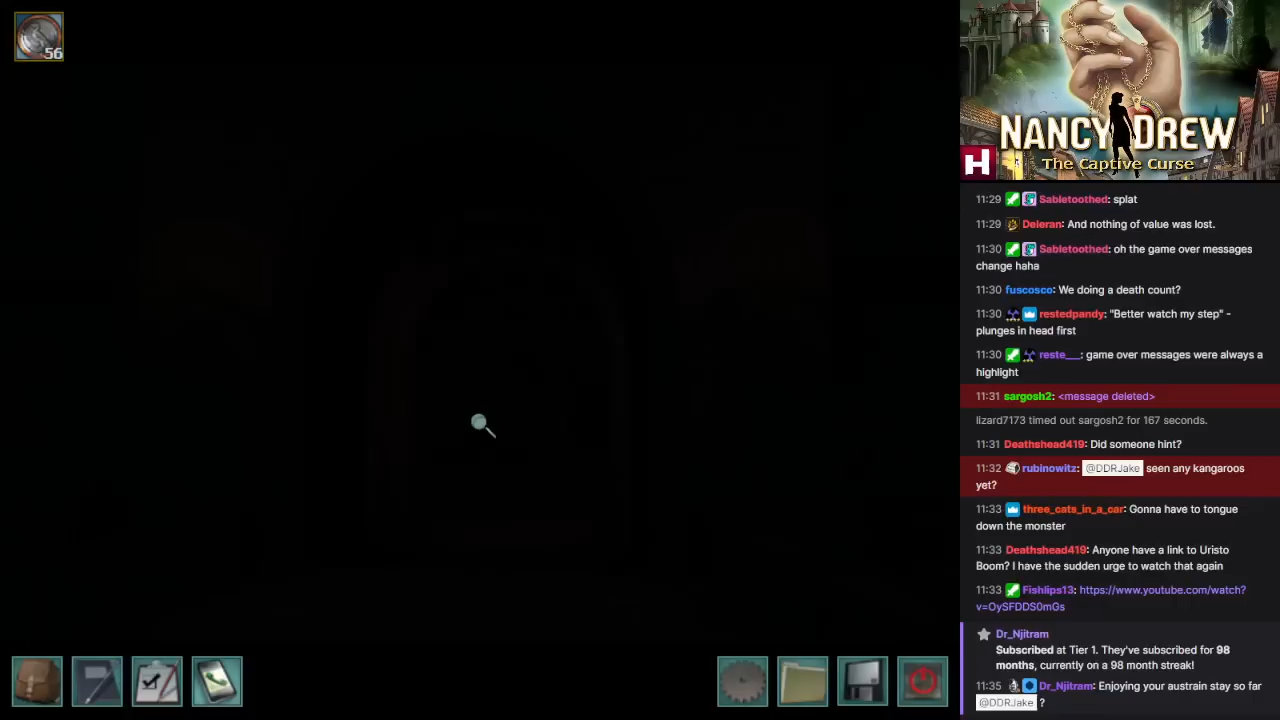 56
NANCY DREW
The Captive Curse
H
11:29 Sabletoothed: splat
11:29 Deleran: And nothing of value was lost.
11:30 Sabletoothed: oh the game over messages
change haha
11:30 fuscosco: We doing a death count?
11:30 restedpandy: "Better watch my step" -
plunges in head first
11:30 reste___: game over messages were always a
highlight
11:31 sargosh2: <message deleted>
lizard7173 timed out sargosh2 for 167 seconds.
11:31 Deathshead419: Did someone hint?
11:32 rubinowitz: @DDRJake seen any kangaroos
yet?
11:33 three_cats_in_a_car: Gonna have to tongue
down the monster
11:33 Deathshead419: Anyone have a link to Uristo
Boom? I have the sudden urge to watch that again
11:33 Fishlips13: https://www.youtube.com/watch?
v=OySFDDS0mGs
Dr_Njitram
Subscribed at Tier 1. They've subscribed for 98
months, currently on a 98 month streak!
11:35 Dr_Njitram: Enjoying your austrain stay so far
@DDRJake ?